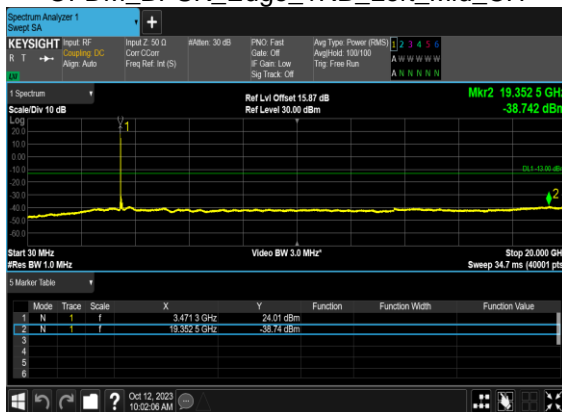 Spectrum Analyzer 1
Swept SA
+
KEYSIGHT Input: RF Input Z: 50 Ω #Atten: 30 dB PNO: Fast Avg Type: Power (RMS) 1 2 3 4 5 6
R T Coupling: DC Corr CCorr Gate: Off Avg|Hold: 100/100 A W W W W W
Align: Auto Freq Ref: Int (S) IF Gain: Low Trig: Free Run A N N N N N
LU Sig Track: Off
1 Spectrum Ref Lvl Offset 15.87 dB Mkr2 19.352 5 GHz
Scale/Div 10 dB Ref Level 30.00 dBm -38.742 dBm
Log
1
20.0
10.0
0.00
-10.0 DL1 -13.00 dBm
-20.0
-30.0 2
-40.0
-50.0
-60.0
Start 30 MHz Video BW 3.0 MHz* Stop 20.000 GHz
#Res BW 1.0 MHz Sweep 34.7 ms (40001 pts)
5 Marker Table
Mode Trace Scale X Y Function Function Width Function Value
1 N 1 f 3.471 3 GHz 24.01 dBm
2 N 1 f 19.352 5 GHz -38.74 dBm
3
4
5
6
? Oct 12, 2023
10:02:06 AM